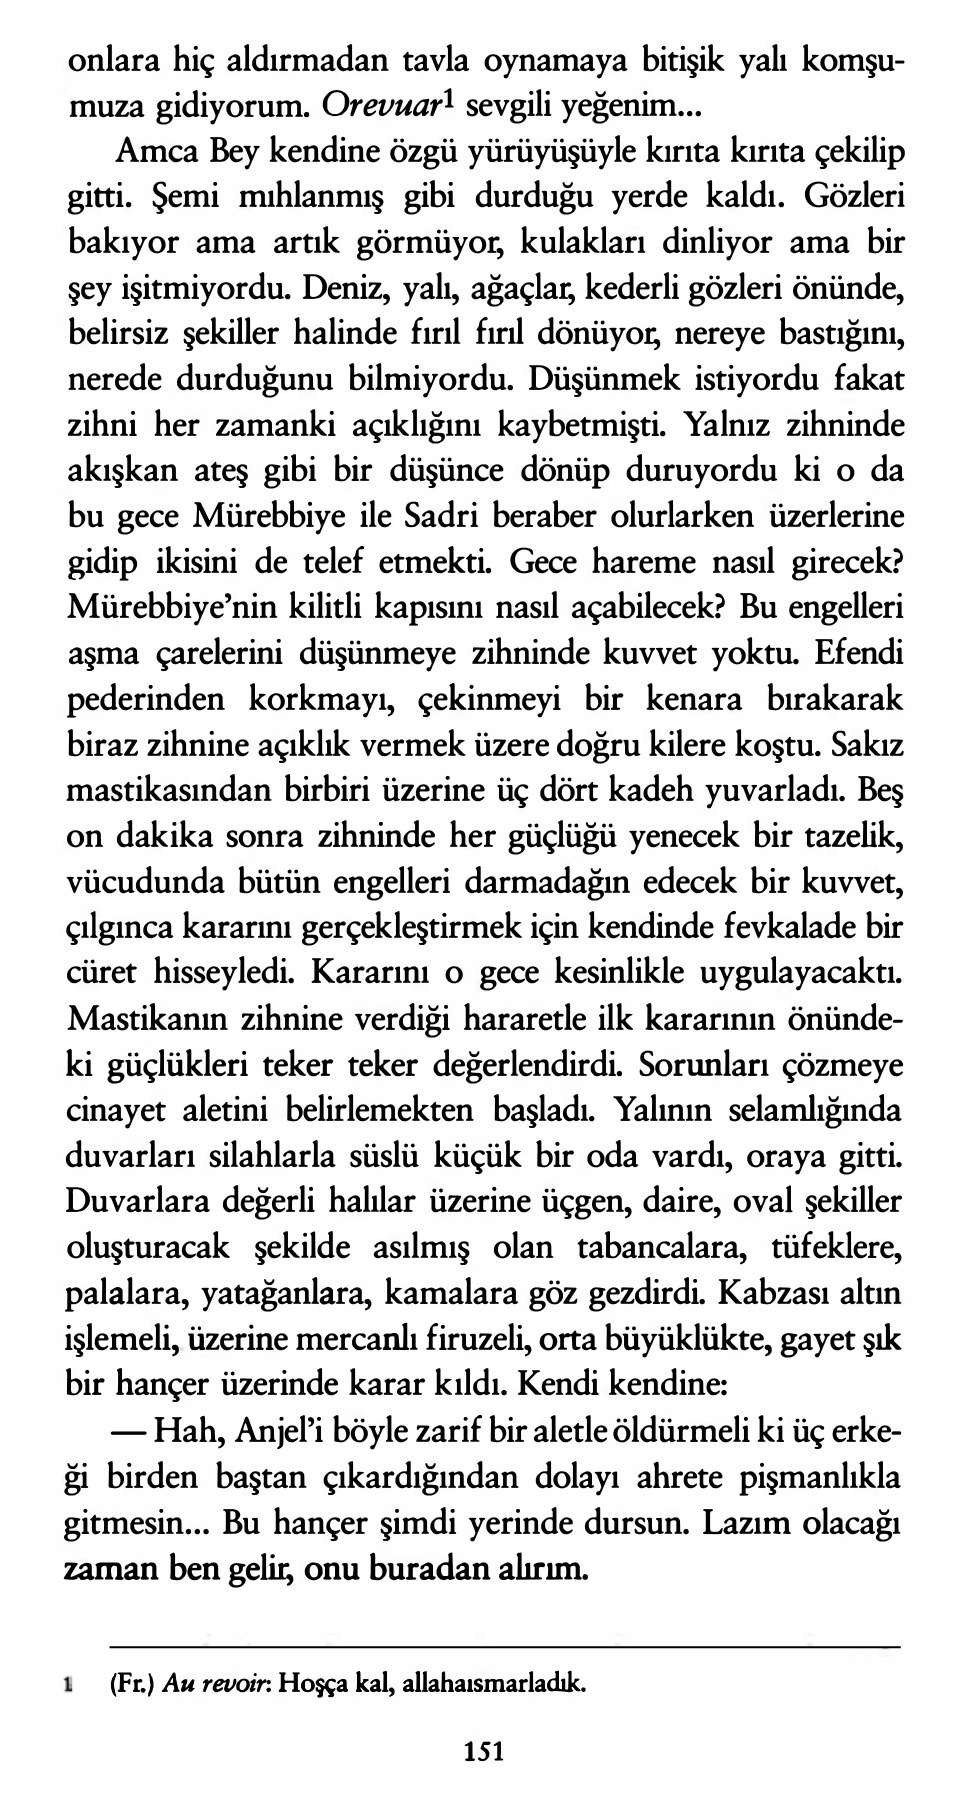 onlara hiç aldırmadan tavla oynamaya bitişik yalı komşu-
muza gidiyorum. Orevuar¹ sevgili yeğenim...
Amca Bey kendine özgü yürüyüşüyle kırıta kırıta çekilip
gitti. Şemi mıhlanmış gibi durduğu yerde kaldı. Gözleri
bakıyor ama artık görmüyor, kulakları dinliyor ama bir
şey işitmiyordu. Deniz, yalı, ağaçlar, kederli gözleri önünde,
belirsiz şekiller halinde fırıl fırıl dönüyor, nereye bastığını,
nerede durduğunu bilmiyordu. Düşünmek istiyordu fakat
zihni her zamanki açıklığını kaybetmişti. Yalnız zihninde
akışkan ateş gibi bir düşünce dönüp duruyordu ki o da
bu gece Mürebbiye ile Sadri beraber olurlarken üzerlerine
gidip ikisini de telef etmekti. Gece hareme nasıl girecek?
Mürebbiye'nin kilitli kapısını nasıl açabilecek? Bu engelleri
aşma çarelerini düşünmeye zihninde kuvvet yoktu. Efendi
pederinden korkmayı, çekinmeyi bir kenara bırakarak
biraz zihnine açıklık vermek üzere doğru kilere koştu. Sakız
mastikasından birbiri üzerine üç dört kadeh yuvarladı. Beş
on dakika sonra zihninde her güçlüğü yenecek bir tazelik,
vücudunda bütün engelleri darmadağın edecek bir kuvvet,
çılgınca kararını gerçekleştirmek için kendinde fevkalade bir
cüret hisseyledi. Kararını o gece kesinlikle uygulayacaktı.
Mastikanın zihnine verdiği hararetle ilk kararının önünde-
ki güçlükleri teker teker değerlendirdi. Sorunları çözmeye
cinayet aletini belirlemekten başladı. Yalının selamlığında
duvarları silahlarla süslü küçük bir oda vardı, oraya gitti.
Duvarlara değerli halılar üzerine üçgen, daire, oval şekiller
oluşturacak şekilde asılmış olan tabancalara, tüfeklere,
palalara, yatağanlara, kamalara göz gezdirdi. Kabzası altın
işlemeli, üzerine mercanlı firuzeli, orta büyüklükte, gayet şık
bir hançer üzerinde karar kıldı. Kendi kendine:
— Hah, Anjel'i böyle zarif bir aletle öldürmeli ki üç erke-
ği birden baştan çıkardığından dolayı ahrete pişmanlıkla
gitmesin... Bu hançer şimdi yerinde dursun. Lazım olacağı
zaman ben gelir, onu buradan alırım.
1 (Fr.) Au revoir: Hoşça kal, allahaısmarladık.
151